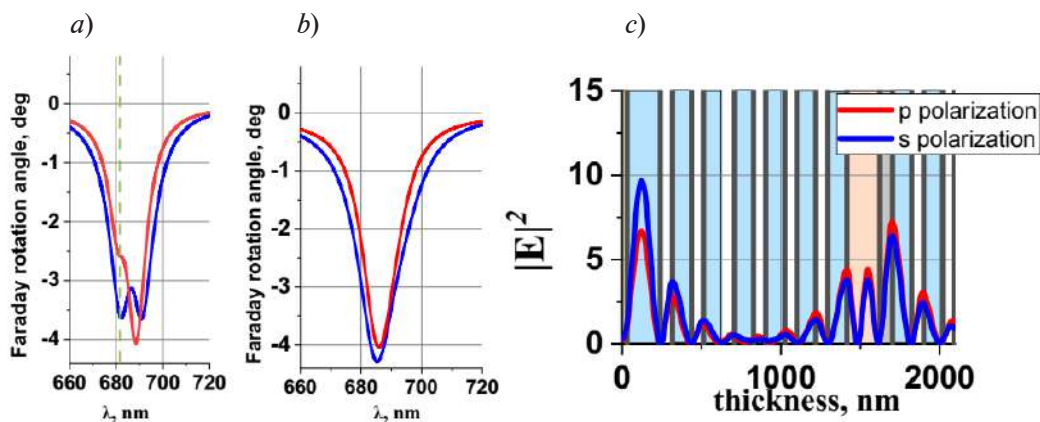 a)
b)
c)
Faraday rotation angle, deg
0
-1
-2
-3
-4
660 680 700 720
λ, nm
Faraday rotation angle, deg
0
-1
-2
-3
-4
660 680 700 720
λ, nm
|E|²
15
10
5
0
0 1000 2000
thickness, nm
p polarization
s polarization